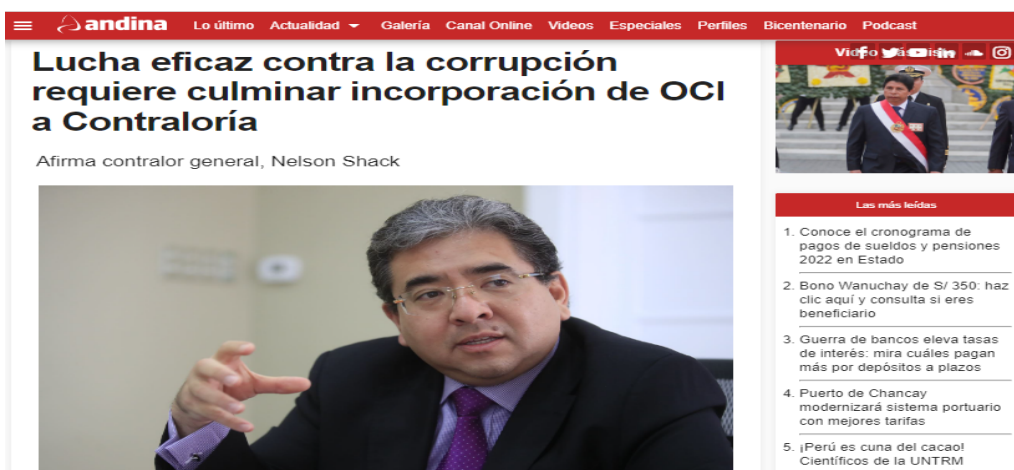 andina Lo último Actualidad Galería Canal Online Videos Especiales Perfiles Bicentenario Podcast
Lucha eficaz contra la corrupción
requiere culminar incorporación de OCI
a Contraloría
Afirma contralor general, Nelson Shack
Las más leídas
1. Conoce el cronograma de
pagos de sueldos y pensiones
2022 en Estado
2. Bono Wanuchay de S/ 350: haz
clic aquí y consulta si eres
beneficiario
3. Guerra de bancos eleva tasas
de interés: mira cuáles pagan
más por depósitos a plazos
4. Puerto de Chancay
modernizará sistema portuario
con mejores tarifas
5. ¡Perú es cuna del cacao!
Científicos de la UNTRM